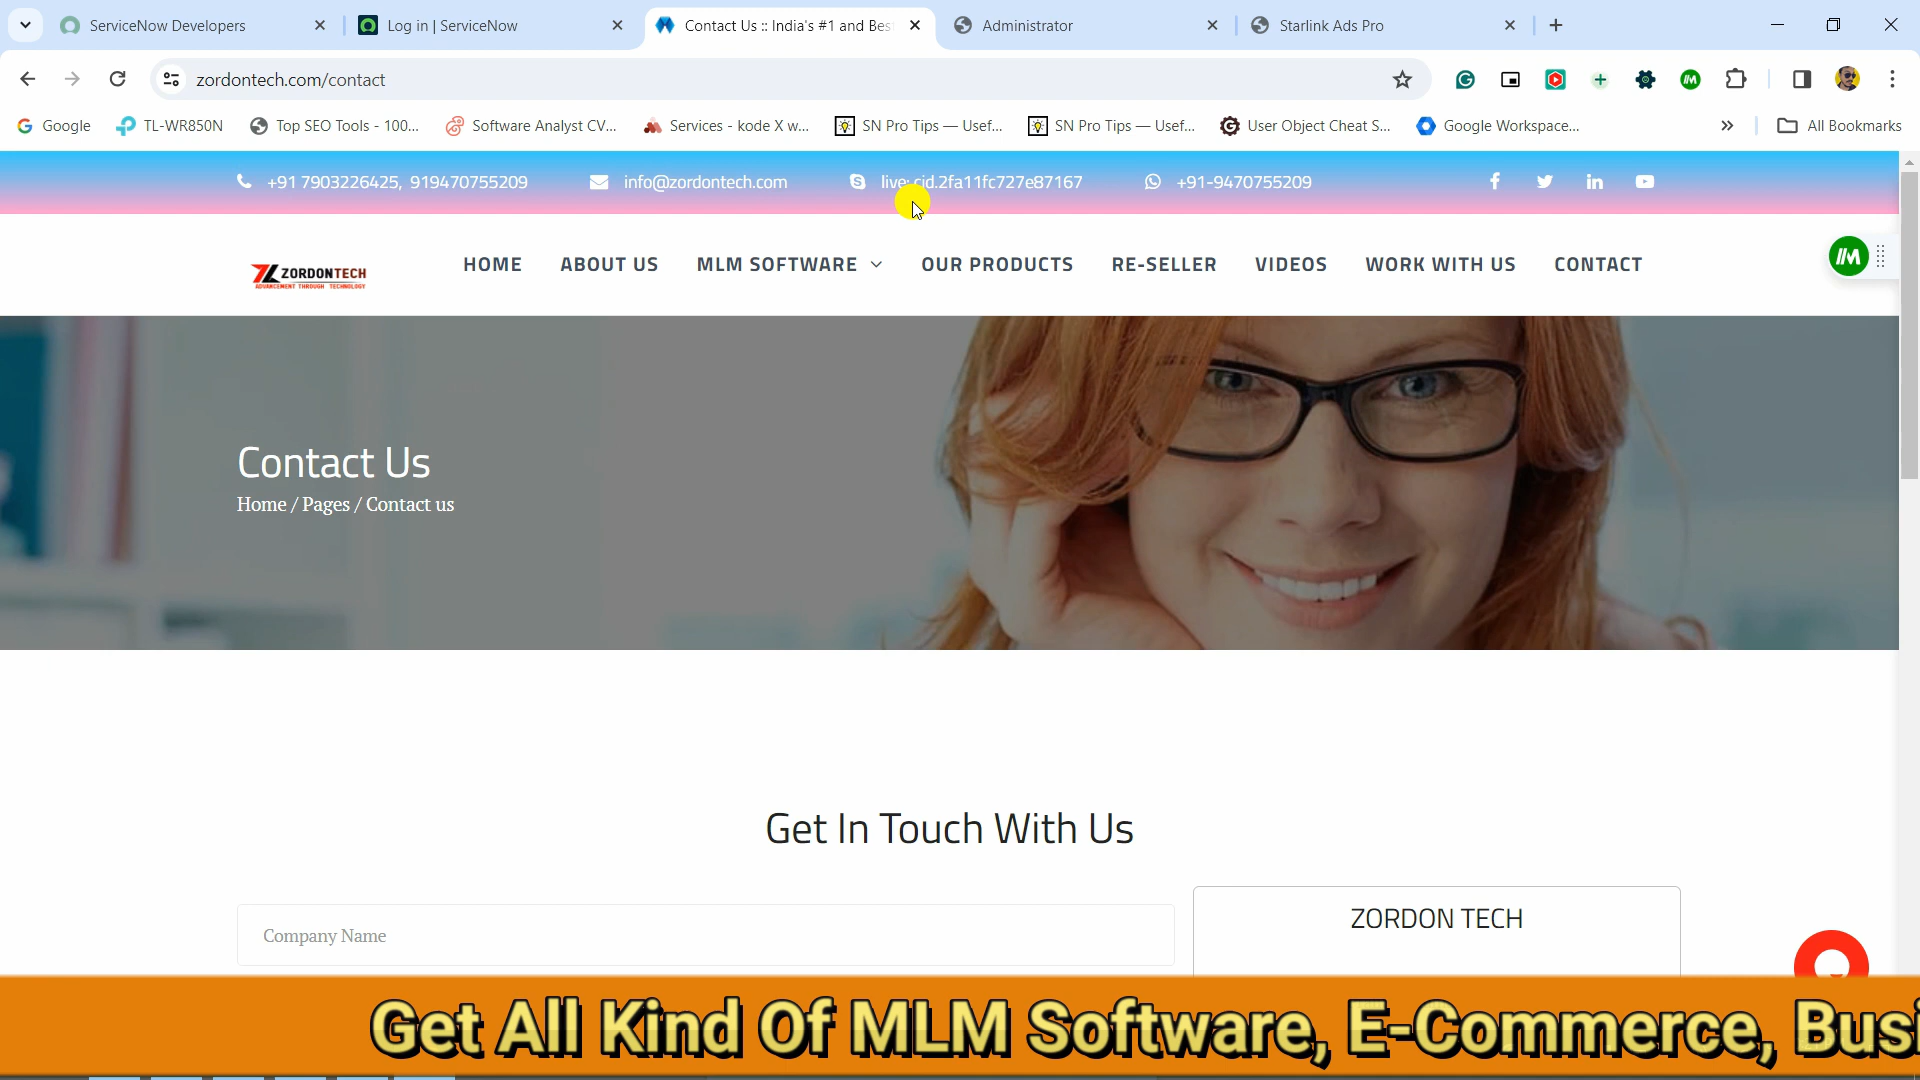 ServiceNow Developers
Log in | ServiceNow
Contact Us :: India's #1 and Bes
Administrator
Starlink Ads Pro
zordontech.com/contact
Google
TL-WR850N
Top SEO Tools - 100...
Software Analyst CV...
Services - kode X w...
SN Pro Tips — Usef...
SN Pro Tips — Usef...
User Object Cheat S...
Google Workspace...
All Bookmarks
+91 7903226425, 919470755209
info@zordontech.com
live:.cid.2fa11fc727e87167
+91-9470755209
ZORDONTECH
ADVANCEMENT THROUGH TECHNOLOGY
HOME
ABOUT US
MLM SOFTWARE
OUR PRODUCTS
RE-SELLER
VIDEOS
WORK WITH US
CONTACT
Contact Us
Home / Pages / Contact us
Get In Touch With Us
Company Name
ZORDON TECH
Get All Kind Of MLM Software, E-Commerce, Busi